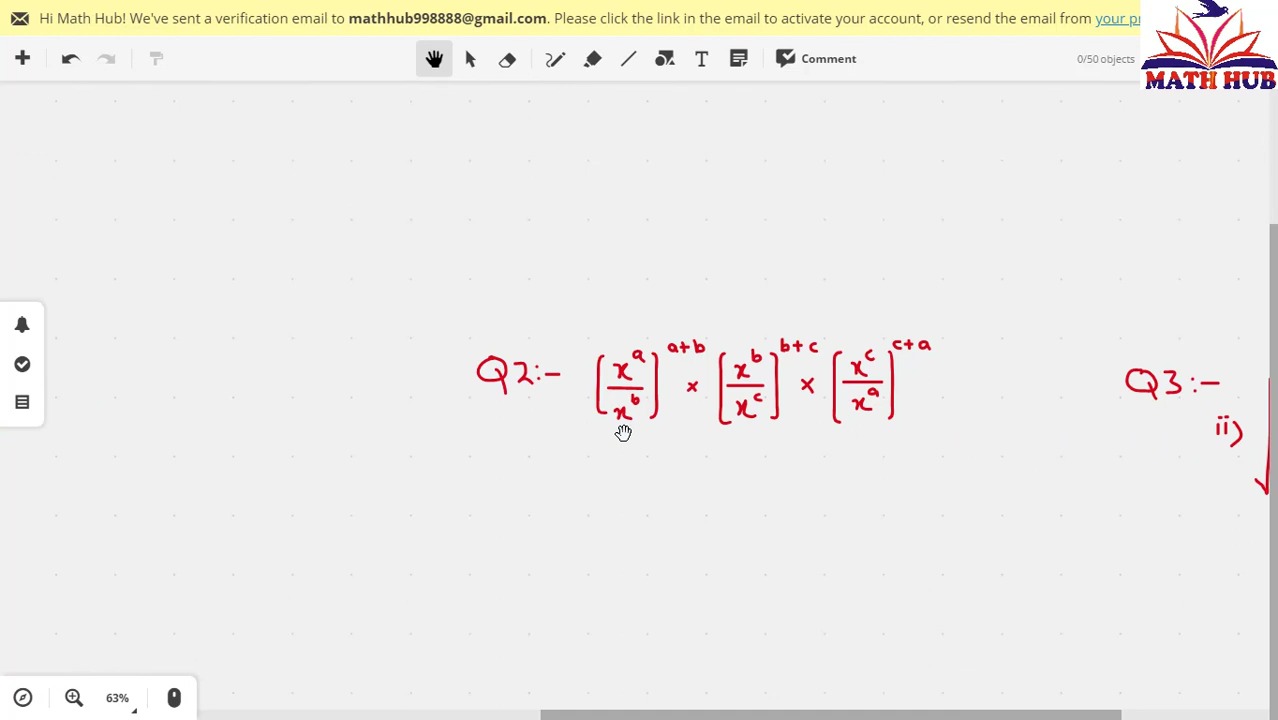 Hi Math Hub! We've sent a verification email to mathhub998888@gmail.com. Please click the link in the email to activate your account, or resend the email from your pr
T Comment 0/50 objects
MATH HUB
Q2:- [x^a/x^b]^{a+b} × [x^b/x^c]^{b+c} × [x^c/x^a]^{c+a}
Q3:-
ii)
63%